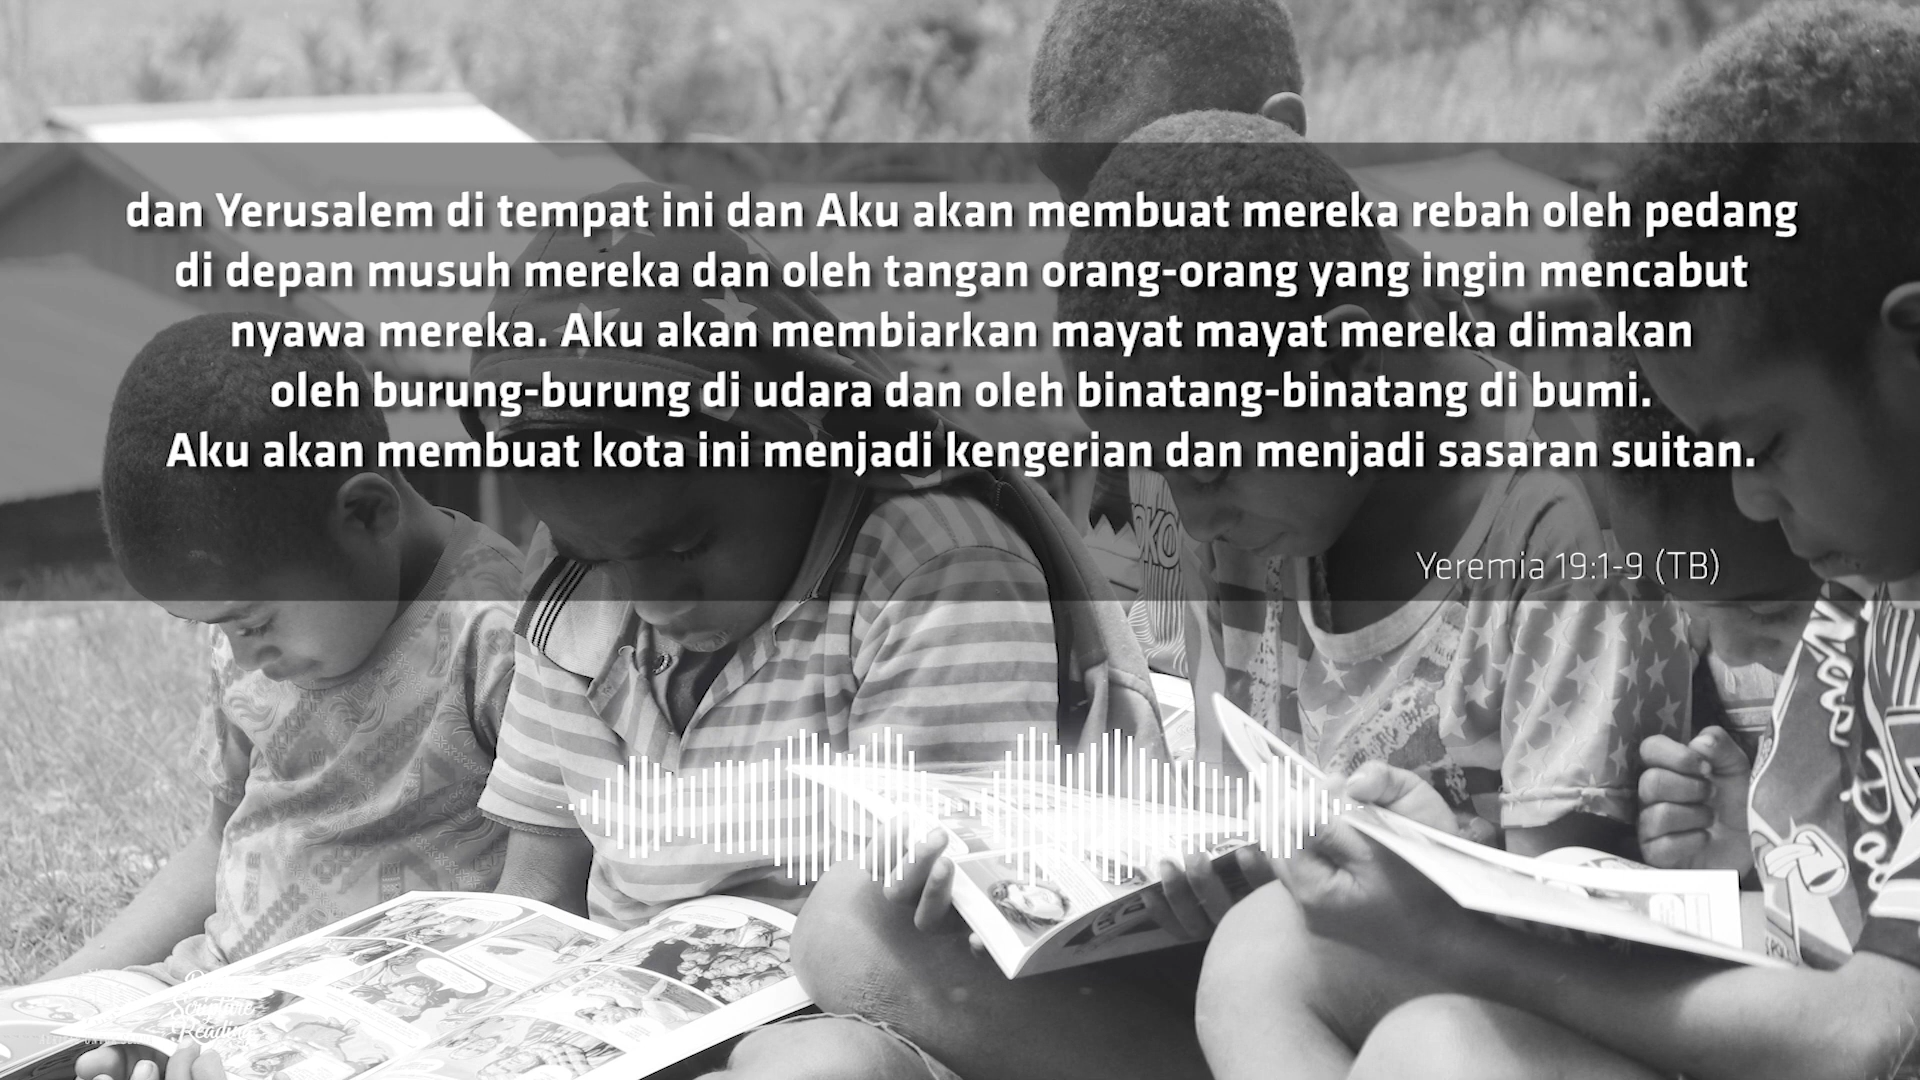 dan Yerusalem di tempat ini dan Aku akan membuat mereka rebah oleh pedang
di depan musuh mereka dan oleh tangan orang-orang yang ingin mencabut
nyawa mereka. Aku akan membiarkan mayat mayat mereka dimakan
oleh burung-burung di udara dan oleh binatang-binatang di bumi.
Aku akan membuat kota ini menjadi kengerian dan menjadi sasaran suitan.
Yeremia 19:1-9 (TB)
Scripture
Reading